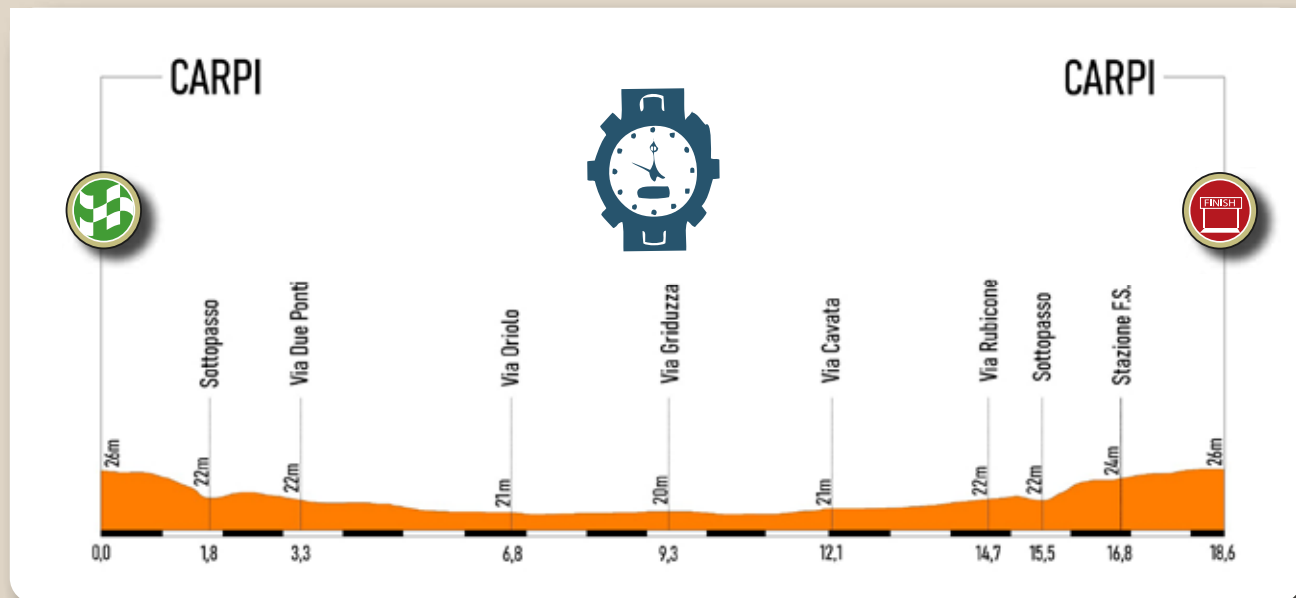 CARPI
CARPI
FINISH
Sottopasso
Via Due Ponti
Via Oriolo
Via Griduzza
Via Cavata
Via Rubicone
Sottopasso
Stazione F.S.
26m
22m
22m
21m
20m
21m
22m
22m
24m
26m
0,0
1,8
3,3
6,8
9,3
12,1
14,7
15,5
16,8
18,6